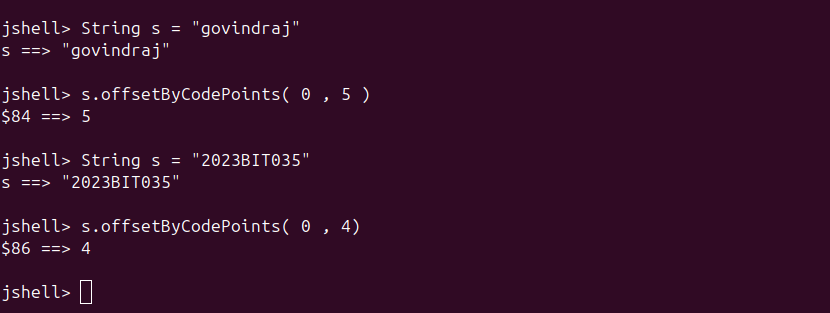 jshell> String s = "govindraj"
s ==> "govindraj"
jshell> s.offsetByCodePoints( 0 , 5 )
$84 ==> 5
jshell> String s = "2023BIT035"
s ==> "2023BIT035"
jshell> s.offsetByCodePoints( 0 , 4)
$86 ==> 4
jshell>